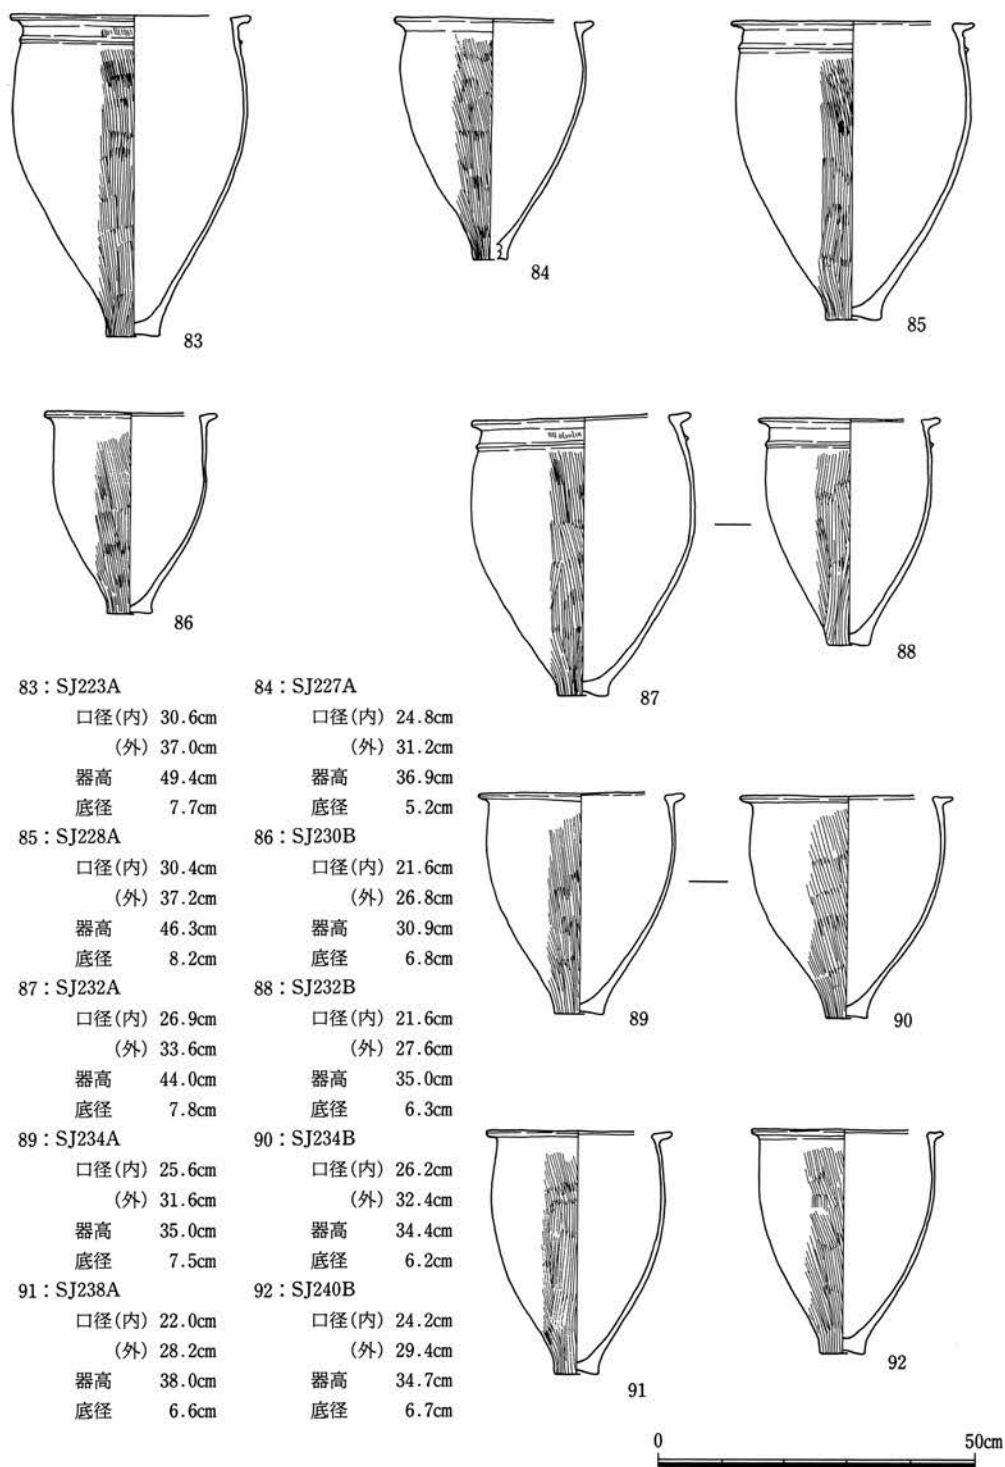 83
84
85
86
87
88
83：SJ223A
口径(内) 30.6cm
(外) 37.0cm
器高 49.4cm
底径 7.7cm
84：SJ227A
口径(内) 24.8cm
(外) 31.2cm
器高 36.9cm
底径 5.2cm
85：SJ228A
口径(内) 30.4cm
(外) 37.2cm
器高 46.3cm
底径 8.2cm
86：SJ230B
口径(内) 21.6cm
(外) 26.8cm
器高 30.9cm
底径 6.8cm
87：SJ232A
口径(内) 26.9cm
(外) 33.6cm
器高 44.0cm
底径 7.8cm
88：SJ232B
口径(内) 21.6cm
(外) 27.6cm
器高 35.0cm
底径 6.3cm
89：SJ234A
口径(内) 25.6cm
(外) 31.6cm
器高 35.0cm
底径 7.5cm
90：SJ234B
口径(内) 26.2cm
(外) 32.4cm
器高 34.4cm
底径 6.2cm
91：SJ238A
口径(内) 22.0cm
(外) 28.2cm
器高 38.0cm
底径 6.6cm
92：SJ240B
口径(内) 24.2cm
(外) 29.4cm
器高 34.7cm
底径 6.7cm
89
90
91
92
0 50cm